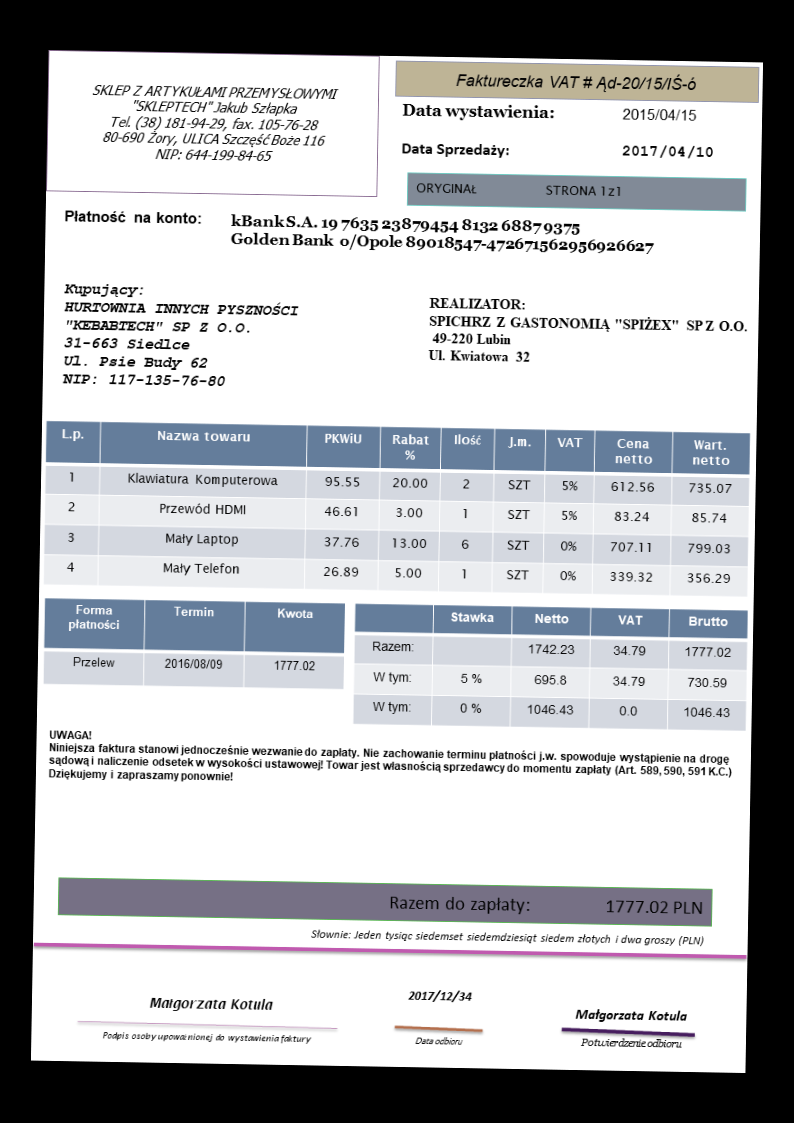 SKLEP Z ARTYKUŁAMI PRZEMYSŁOWYMI
"SKLEPTECH" Jakub Szłapka
Tel. (38) 181-94-29, fax. 105-76-28
80-690 Żory, ULICA Szczęść Boże 116
NIP: 644-199-84-65
Faktureczka VAT # Ąd-20/15/IŚ-ó
Data wystawienia: 2015/04/15
Data Sprzedaży: 2017/04/10
ORYGINAŁ STRONA 1 z 1
Płatność na konto: kBank S.A. 19 7635 23879454 8132 6887 9375
Golden Bank o/Opole 89018547-472671562956926627
Kupujący:
HURTOWNIA INNYCH PYSZNOŚCI
"KEBABTECH" SP Z O.O.
31-663 Siedlce
Ul. Psie Budy 62
NIP: 117-135-76-80
REALIZATOR:
SPICHRZ Z GASTONOMIĄ "SPIŻEX" SP Z O.O.
49-220 Lubin
Ul. Kwiatowa 32
L.p. Nazwa towaru PKWiU Rabat % Ilość J.m. VAT Cena netto Wart. netto
1 Klawiatura Komputerowa 95.55 20.00 2 SZT 5% 612.56 735.07
2 Przewód HDMI 46.61 3.00 1 SZT 5% 83.24 85.74
3 Mały Laptop 37.76 13.00 6 SZT 0% 707.11 799.03
4 Mały Telefon 26.89 5.00 1 SZT 0% 339.32 356.29
Forma płatności Termin Kwota
Przelew 2016/08/09 1777.02
Stawka Netto VAT Brutto
Razem: 1742.23 34.79 1777.02
W tym: 5 % 695.8 34.79 730.59
W tym: 0 % 1046.43 0.0 1046.43
UWAGA!
Niniejsza faktura stanowi jednocześnie wezwanie do zapłaty. Nie zachowanie terminu płatności j.w. spowoduje wystąpienie na drogę
sądową i naliczenie odsetek w wysokości ustawowej! Towar jest własnością sprzedawcy do momentu zapłaty (Art. 589, 590, 591 K.C.)
Dziękujemy i zapraszamy ponownie!
Razem do zapłaty: 1777.02 PLN
Słownie: Jeden tysiąc siedemset siedemdziesiąt siedem złotych i dwa groszy (PLN)
Małgorzata Kotula
Podpis osoby upoważnionej do wystawienia faktury
2017/12/34
Data odbioru
Małgorzata Kotula
Potwierdzenie odbioru